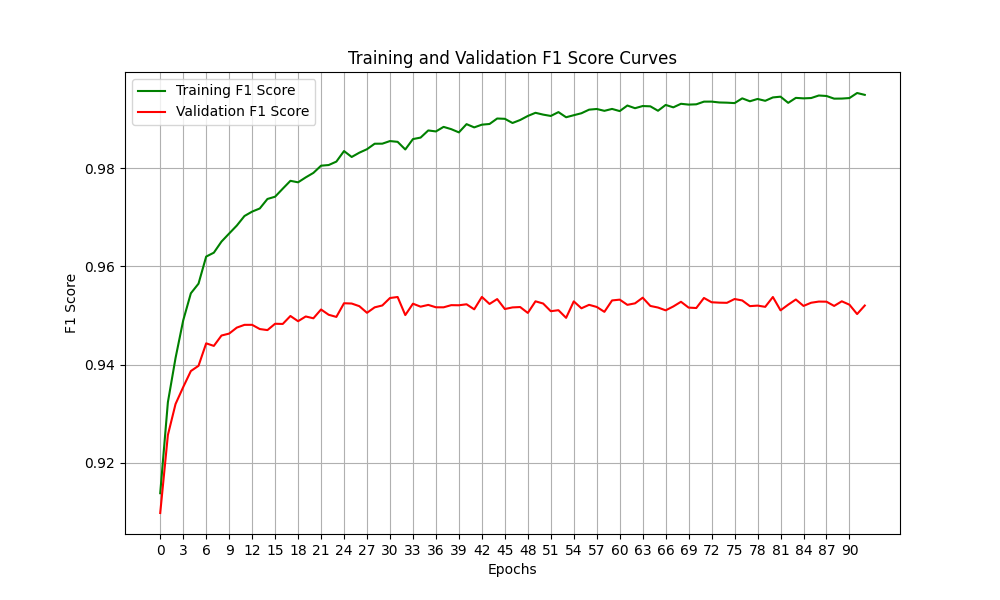 Training and Validation F1 Score Curves
Training F1 Score
Validation F1 Score
0.98
0.96
0.94
0.92
F1 Score
0 3 6 9 12 15 18 21 24 27 30 33 36 39 42 45 48 51 54 57 60 63 66 69 72 75 78 81 84 87 90
Epochs